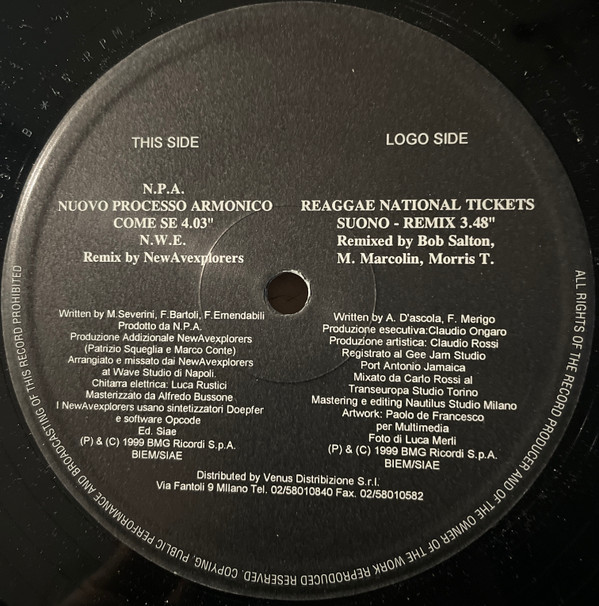 THIS SIDE
N.P.A.
NUOVO PROCESSO ARMONICO
COME SE 4.03"
N.W.E.
Remix by NewAvexplorers
Written by M.Severini, F.Bartoli, F.Emendabili
Prodotto da N.P.A.
Produzione Addizionale NewAvexplorers
(Patrizio Squeglia e Marco Conte)
Arrangiato e missato dai NewAvexplorers
at Wave Studio di Napoli.
Chitarra elettrica: Luca Rustici
Masterizzato da Alfredo Bussone
I NewAvexplorers usano sintetizzatori Doepfer
e software Opcode
Ed. Siae
(P) & (C) 1999 BMG Ricordi S.p.A.
BIEM/SIAE
LOGO SIDE
REAGGAE NATIONAL TICKETS
SUONO - REMIX 3.48"
Remixed by Bob Salton,
M. Marcolin, Morris T.
Written by A. D'ascola, F. Merigo
Produzione esecutiva:Claudio Ongaro
Produzione artistica: Claudio Rossi
Registrato al Gee Jam Studio
Port Antonio Jamaica
Mixato da Carlo Rossi al
Transeuropa Studio Torino
Mastering e editing Nautilus Studio Milano
Artwork: Paolo de Francesco
per Multimedia
Foto di Luca Merli
(P) & (C) 1999 BMG Ricordi S.p.A.
BIEM/SIAE
Distributed by Venus Distribizione S.r.l.
Via Fantoli 9 Milano Tel. 02/58010840 Fax. 02/58010582
ALL RIGHTS OF THE RECORD PRODUCER AND OF THE OWNER OF THE WORK REPRODUCED RESERVED. COPYING, PUBLIC PERFORMANCE AND BROADCASTING OF THIS RECORD PROHIBITED